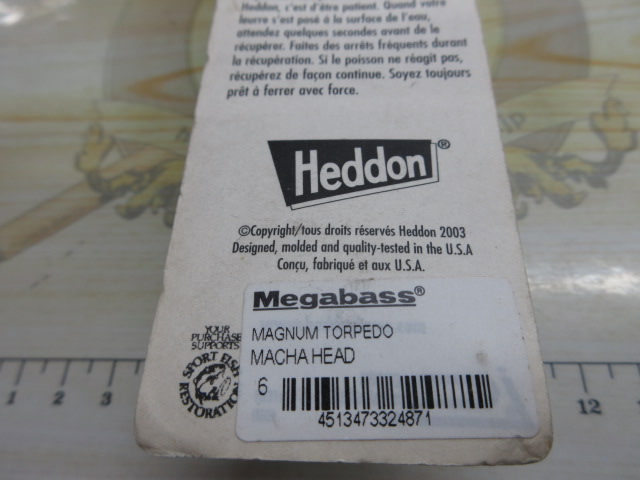 Heddon, c'est d'être patient. Quand votre
leurre s'est posé à la surface de l'eau,
attendez quelques secondes avant de le
récupérer. Faites des arrêts fréquents durant
la récupération. Si le poisson ne réagit pas,
récupérez de façon continue. Soyez toujours
prêt à ferrer avec force.
Heddon®
©Copyright/tous droits réservés Heddon 2003
Designed, molded and quality-tested in the U.S.A
Conçu, fabriqué et aux U.S.A.
Megabass®
MAGNUM TORPEDO
MACHA HEAD
6
4513473324871
YOUR
PURCHASE
SUPPORTS
SPORT FISH
RESTORATION
1 2 3 12